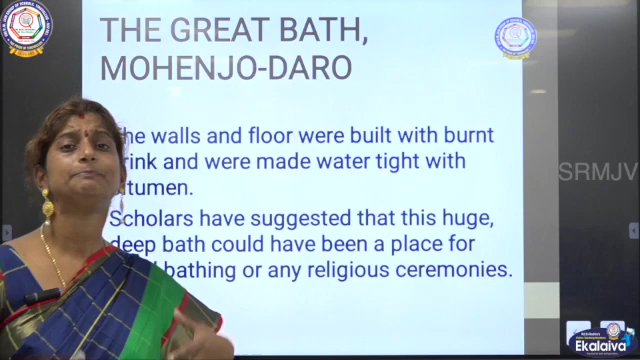 THE GREAT BATH,
MOHENJO-DARO
he walls and floor were built with burnt
rink and were made water tight with
tumen.
Scholars have suggested that this huge,
deep bath could have been a place for
bathing or any religious ceremonies.
SRMJV
Ekalaiva